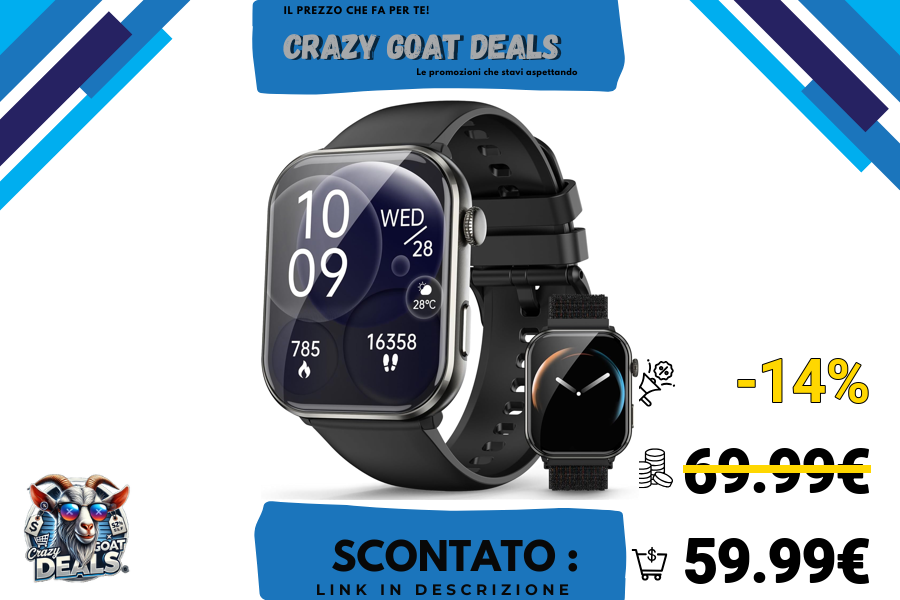 IL PREZZO CHE FA PER TE!
CRAZY GOAT DEALS
Le promozioni che stavi aspettando
10
09
WED
28
28°C
785
16358
-14%
69.99€
59.99€
Crazy
GOAT
DEALS
SCONTATO :
LINK IN DESCRIZIONE